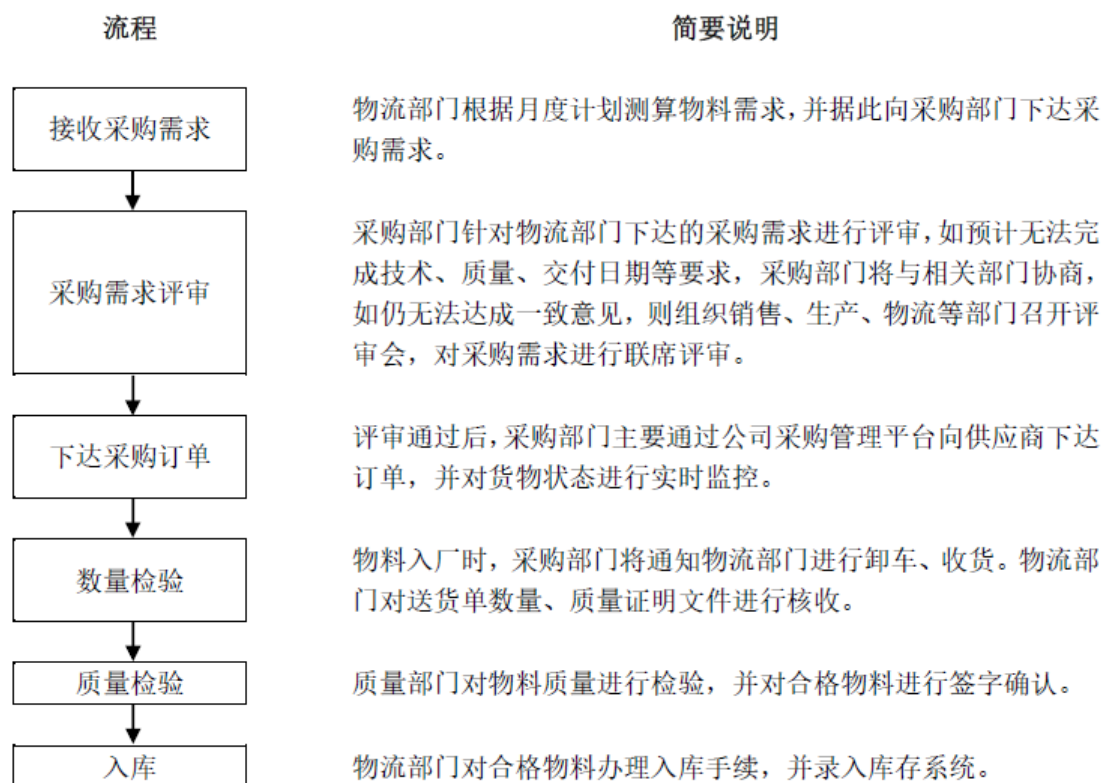 流程
简要说明
接收采购需求
物流部门根据月度计划测算物料需求，并据此向采购部门下达采
购需求。
采购需求评审
采购部门针对物流部门下达的采购需求进行评审，如预计无法完
成技术、质量、交付日期等要求，采购部门将与相关部门协商，
如仍无法达成一致意见，则组织销售、生产、物流等部门召开评
审会，对采购需求进行联席评审。
下达采购订单
评审通过后，采购部门主要通过公司采购管理平台向供应商下达
订单，并对货物状态进行实时监控。
数量检验
物料入厂时，采购部门将通知物流部门进行卸车、收货。物流部
门对送货单数量、质量证明文件进行核收。
质量检验
质量部门对物料质量进行检验，并对合格物料进行签字确认。
入库
物流部门对合格物料办理入库手续，并录入库存系统。